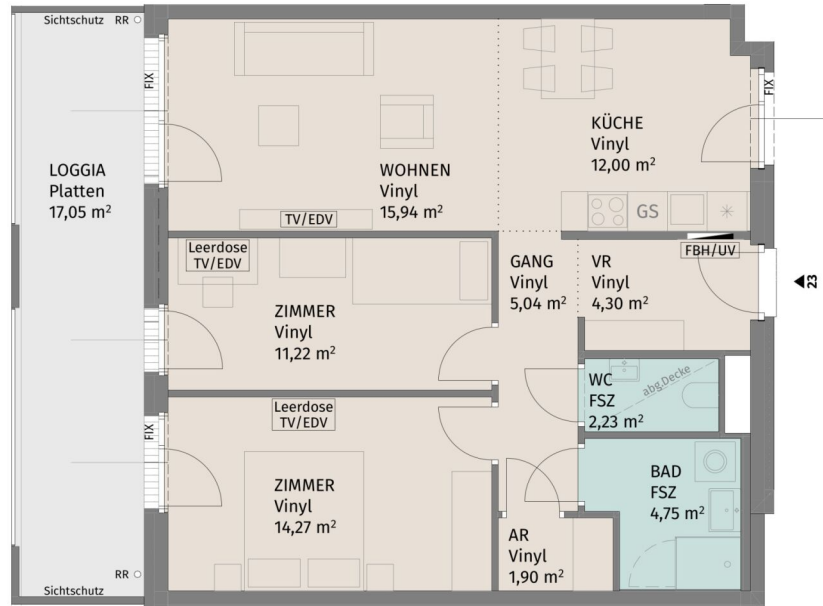 Sichtschutz RR
FIX
FIX
KÜCHE
Vinyl
12,00 m²
LOGGIA
Platten
17,05 m²
WOHNEN
Vinyl
15,94 m²
GS
TV/EDV
Leerdose
TV/EDV
GANG
Vinyl
5,04 m²
VR
Vinyl
4,30 m²
FBH/UV
23
ZIMMER
Vinyl
11,22 m²
WC
FSZ
2,23 m²
abg.Decke
Leerdose
TV/EDV
FIX
ZIMMER
Vinyl
14,27 m²
BAD
FSZ
4,75 m²
AR
Vinyl
1,90 m²
RR
Sichtschutz